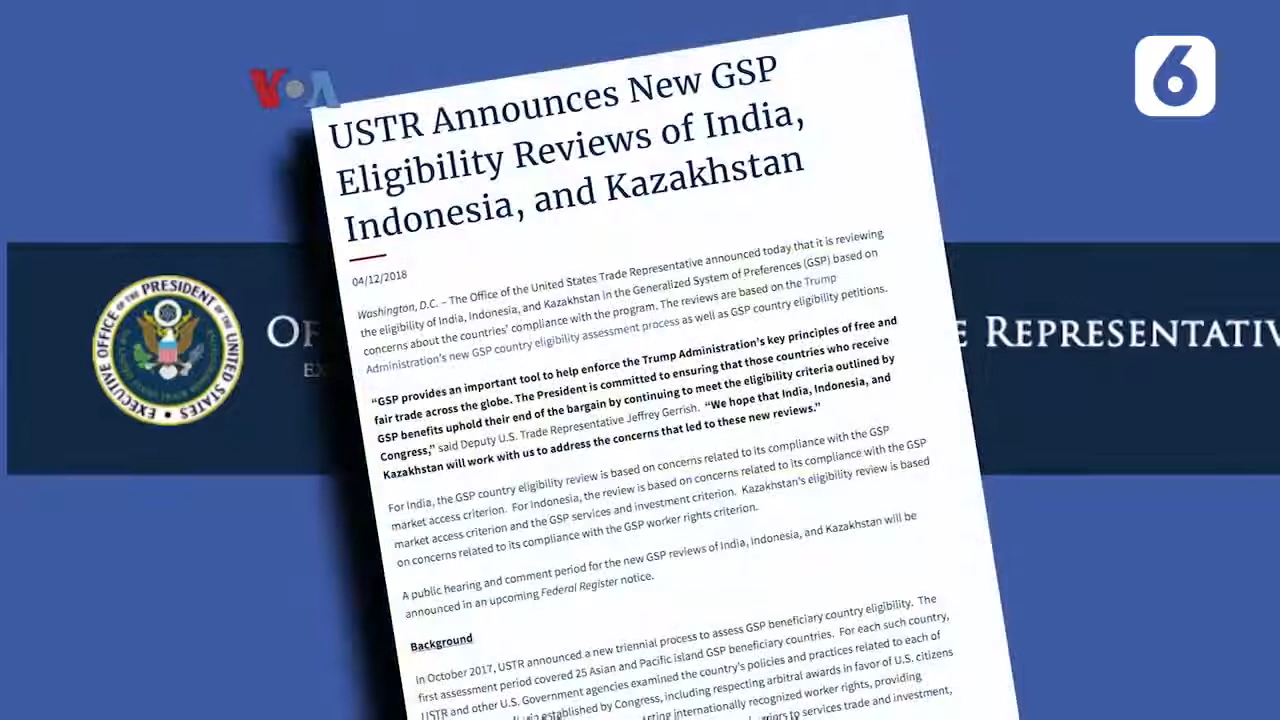 VOA
6
USTR Announces New GSP
Eligibility Reviews of India,
Indonesia, and Kazakhstan
04/12/2018
Washington, D.C. – The Office of the United States Trade Representative announced today that it is reviewing
the eligibility of India, Indonesia, and Kazakhstan in the Generalized System of Preferences (GSP) based on
concerns about the countries' compliance with the program. The reviews are based on the Trump
Administration's new GSP country eligibility assessment process as well as GSP country eligibility petitions.
“GSP provides an important tool to help enforce the Trump Administration's key principles of free and
fair trade across the globe. The President is committed to ensuring that those countries who receive
GSP benefits uphold their end of the bargain by continuing to meet the eligibility criteria outlined by
Congress,” said Deputy U.S. Trade Representative Jeffrey Gerrish. “We hope that India, Indonesia, and
Kazakhstan will work with us to address the concerns that led to these new reviews.”
For India, the GSP country eligibility review is based on concerns related to its compliance with the GSP
market access criterion. For Indonesia, the review is based on concerns related to its compliance with the GSP
market access criterion and the GSP services and investment criterion. Kazakhstan's eligibility review is based
on concerns related to its compliance with the GSP worker rights criterion.
A public hearing and comment period for the new GSP reviews of India, Indonesia, and Kazakhstan will be
announced in an upcoming Federal Register notice.
Background
In October 2017, USTR announced a new triennial process to assess GSP beneficiary country eligibility. The
first assessment period covered 25 Asian and Pacific island GSP beneficiary countries. For each such country,
USTR and other U.S. Government agencies examined the country's policies and practices related to each of
established by Congress, including respecting arbitral awards in favor of U.S. citizens
internationally recognized worker rights, providing
to services trade and investment,
EXECUTIVE OFFICE OF THE PRESIDENT OF THE UNITED STATES
OF
E REPRESENTATIV
EX